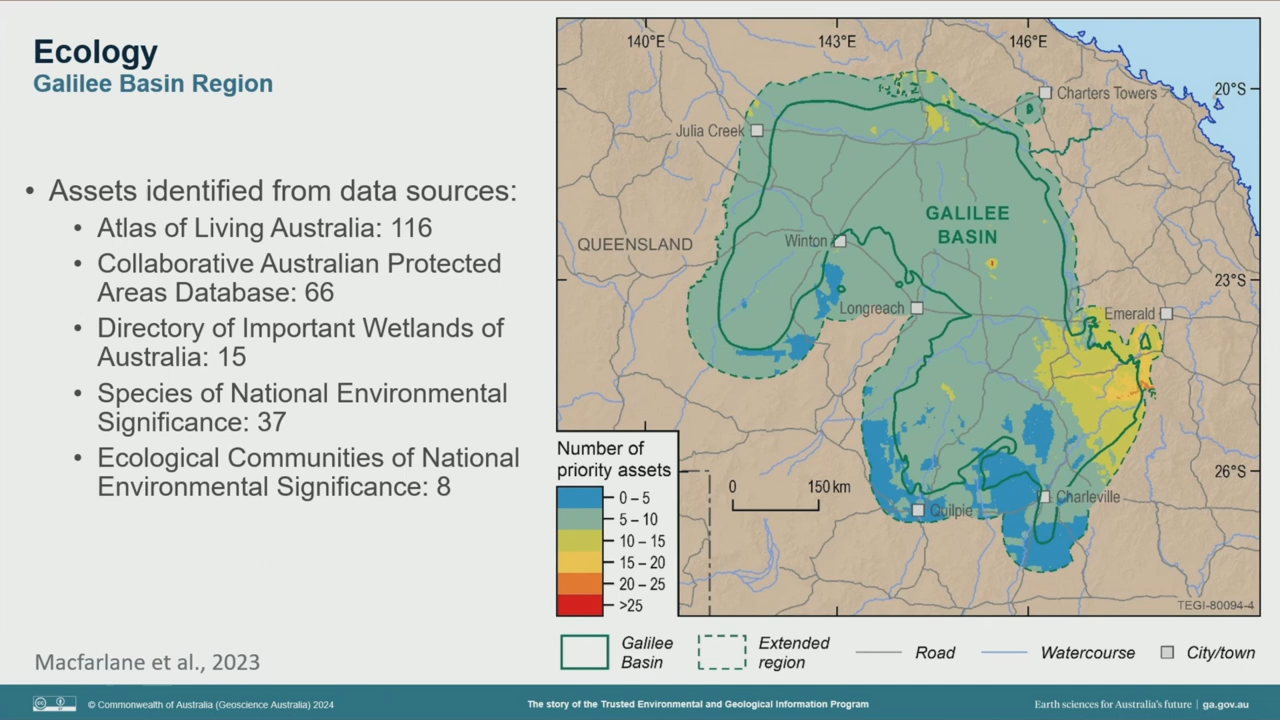 Ecology
Galilee Basin Region
• Assets identified from data sources:
• Atlas of Living Australia: 116
• Collaborative Australian Protected
Areas Database: 66
• Directory of Important Wetlands of
Australia: 15
• Species of National Environmental
Significance: 37
• Ecological Communities of National
Environmental Significance: 8
Macfarlane et al., 2023
140°E
143°E
146°E
20°S
Charters Towers
Julia Creek
GALILEE
BASIN
QUEENSLAND
Winton
23°S
Longreach
Emerald
Number of
priority assets
0 – 5
5 – 10
10 – 15
15 – 20
20 – 25
>25
0
150 km
26°S
Charleville
Quilpie
TEGI-80094-4
Galilee
Basin
Extended
region
Road
Watercourse
City/town
© Commonwealth of Australia (Geoscience Australia) 2024
The story of the Trusted Environmental and Geological Information Program
Earth sciences for Australia's future | ga.gov.au